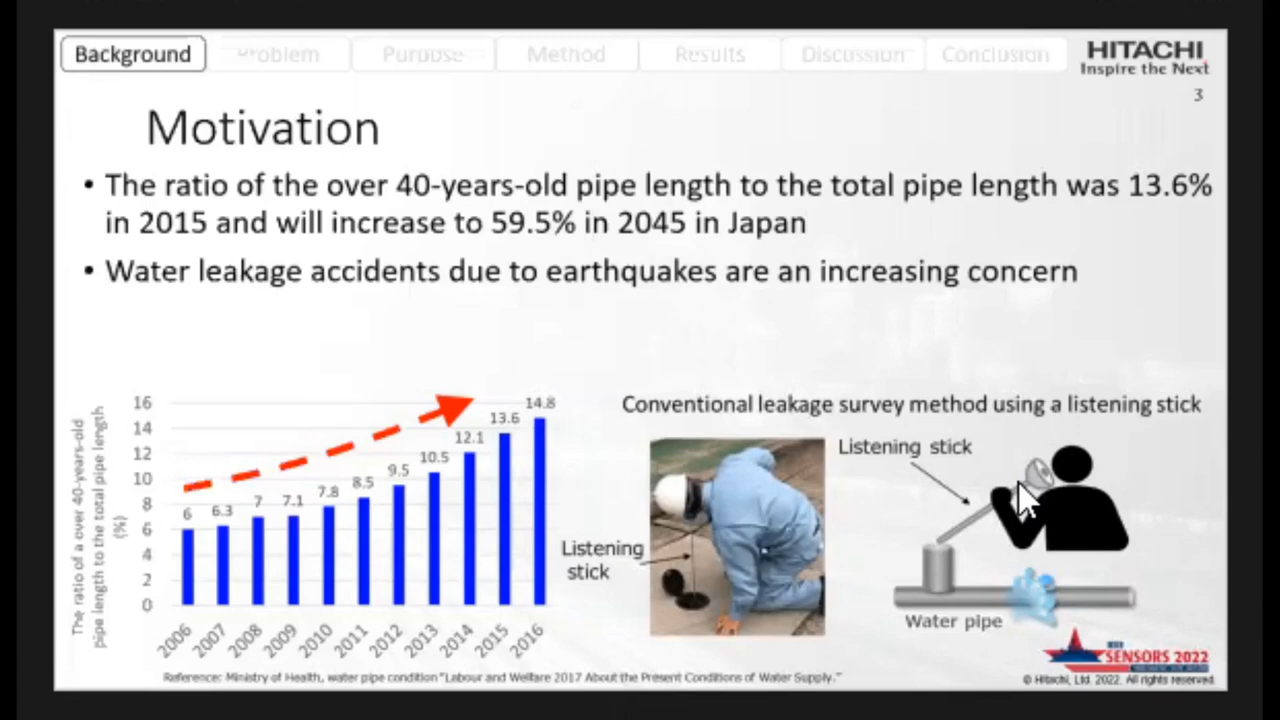 Background
Problem
Purpose
Method
Results
Discussion
Conclusion
HITACHI
Inspire the Next
3
Motivation
• The ratio of the over 40-years-old pipe length to the total pipe length was 13.6%
in 2015 and will increase to 59.5% in 2045 in Japan
• Water leakage accidents due to earthquakes are an increasing concern
The ratio of a over 40-years-old
pipe length to the total pipe length
(%)
16
14
12
10
8
6
4
2
0
6
6.3
7
7.1
7.8
8.5
9.5
10.5
12.1
13.6
14.8
2006
2007
2008
2009
2010
2011
2012
2013
2014
2015
2016
Conventional leakage survey method using a listening stick
Listening
stick
Listening stick
Water pipe
Reference: Ministry of Health, water pipe condition "Labour and Welfare 2017 About the Present Conditions of Water Supply."
SENSORS 2022
© Hitachi, Ltd. 2022. All rights reserved.